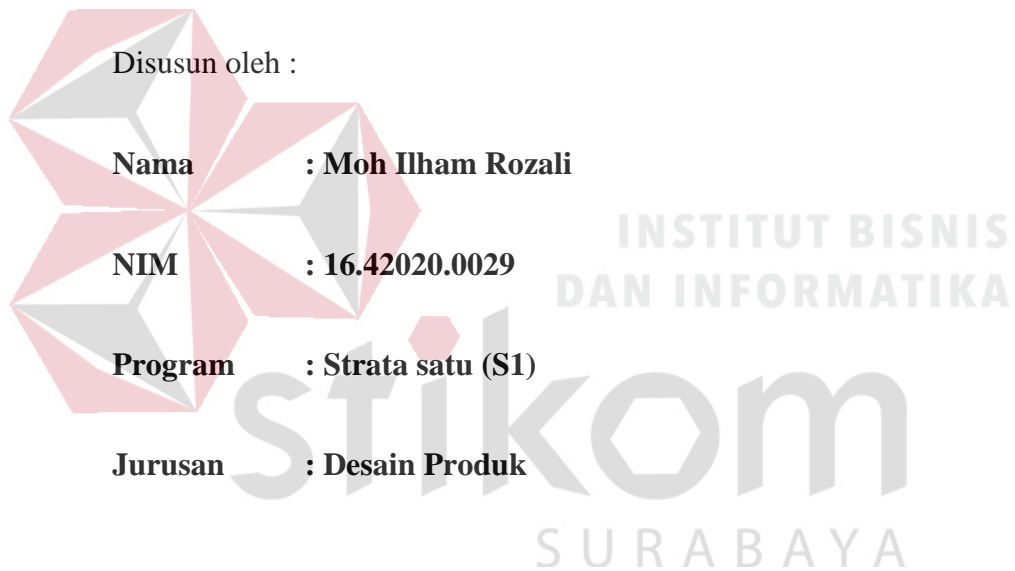 Disusun oleh :
Nama : Moh Ilham Rozali
INSTITUT BISNIS
NIM : 16.42020.0029
DAN INFORMATIKA
Program : Strata satu (S1)
stikom
Jurusan : Desain Produk
SURABAYA